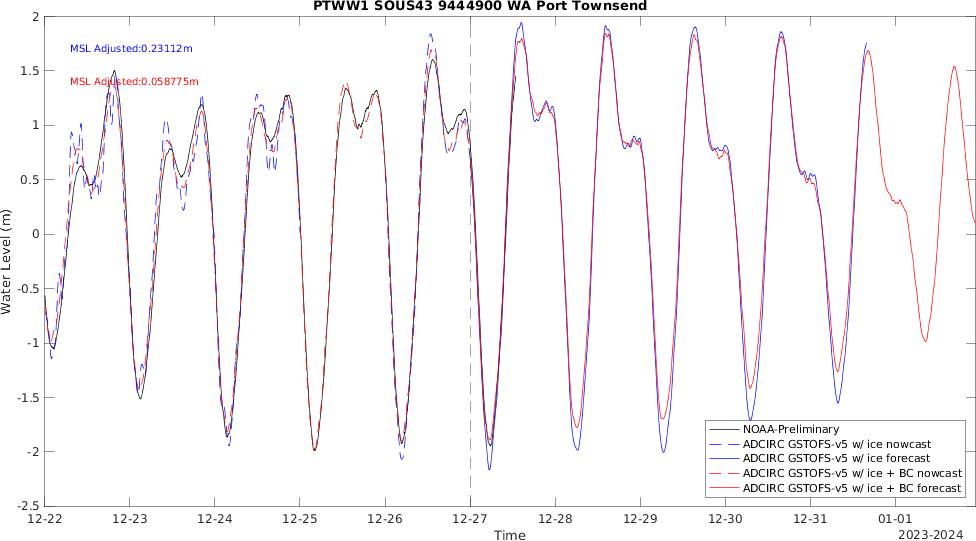 PTWW1 SOUS43 9444900 WA Port Townsend
MSL Adjusted:0.23112m
MSL Adjusted:0.058775m
Water Level (m)
2
1.5
1
0.5
0
-0.5
-1
-1.5
-2
-2.5
NOAA-Preliminary
ADCIRC GSTOFS-v5 w/ ice nowcast
ADCIRC GSTOFS-v5 w/ ice forecast
ADCIRC GSTOFS-v5 w/ ice + BC nowcast
ADCIRC GSTOFS-v5 w/ ice + BC forecast
12-22 12-23 12-24 12-25 12-26 12-27 12-28 12-29 12-30 12-31 01-01
Time
2023-2024